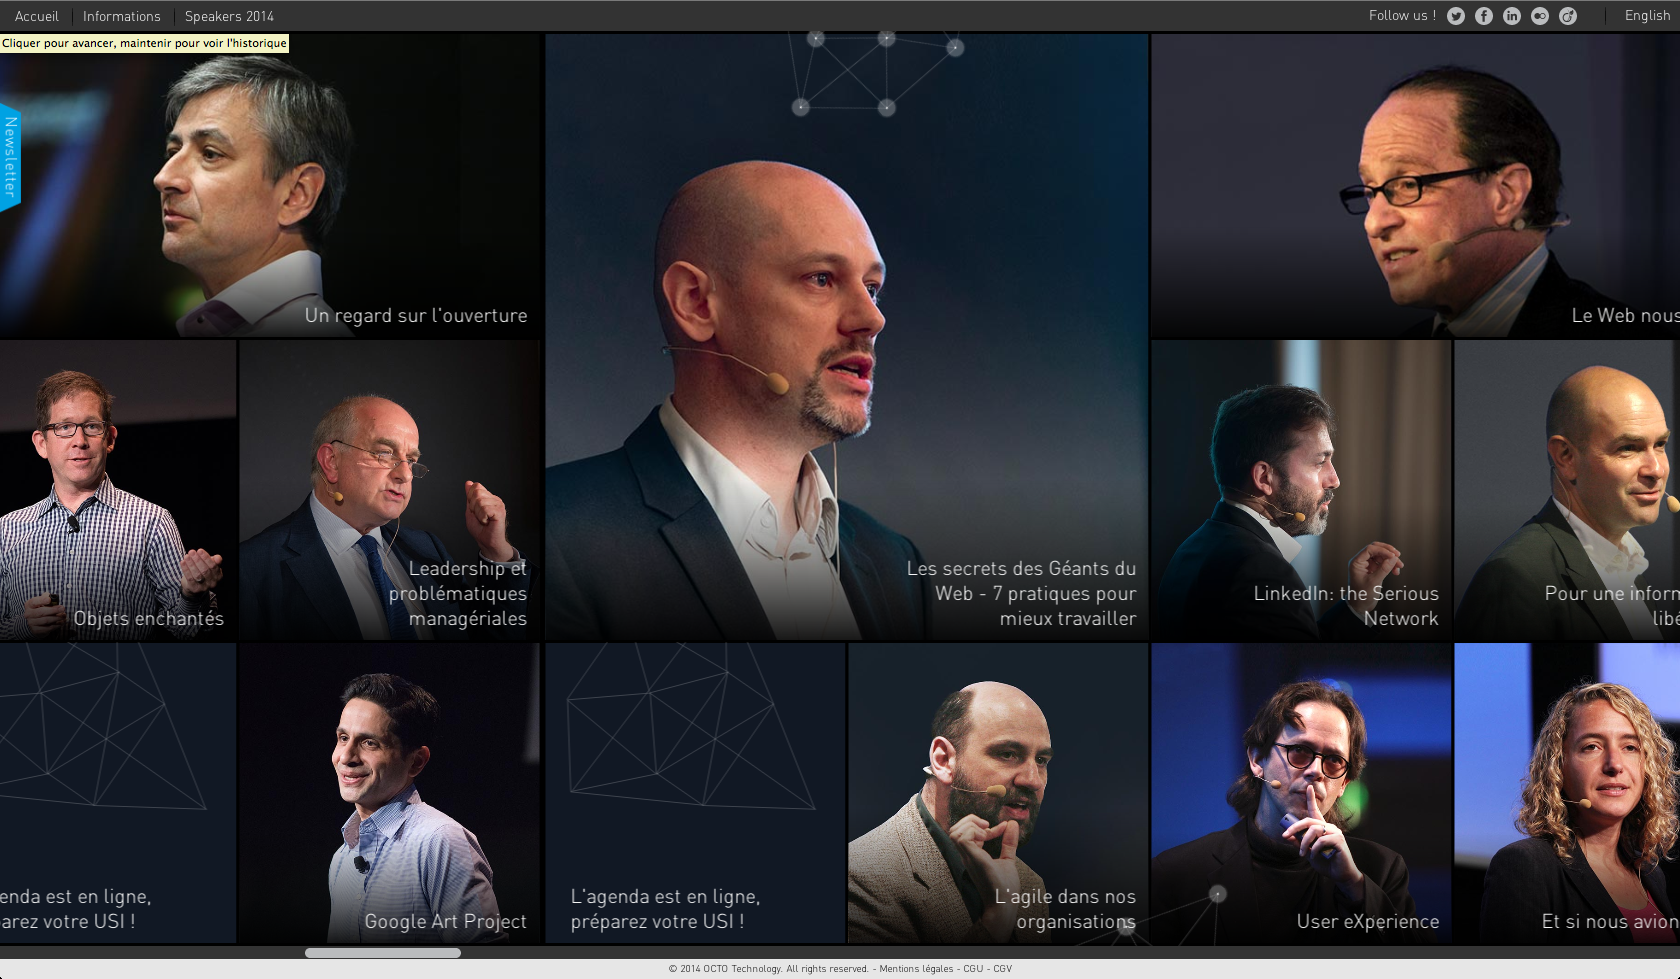 Accueil
Informations
Speakers 2014
Follow us !
English
Cliquer pour avancer, maintenir pour voir l'historique
Newsletter
Un regard sur l'ouverture
Le Web nous
Objets enchantés
Leadership et
problématiques
managériales
Les secrets des Géants du
Web - 7 pratiques pour
mieux travailler
LinkedIn: the Serious
Network
Pour une inform
libe
enda est en ligne,
arez votre USI !
Google Art Project
L'agenda est en ligne,
préparez votre USI !
L'agile dans nos
organisations
User eXperience
Et si nous avion
© 2014 OCTO Technology. All rights reserved. - Mentions légales - CGU - CGV